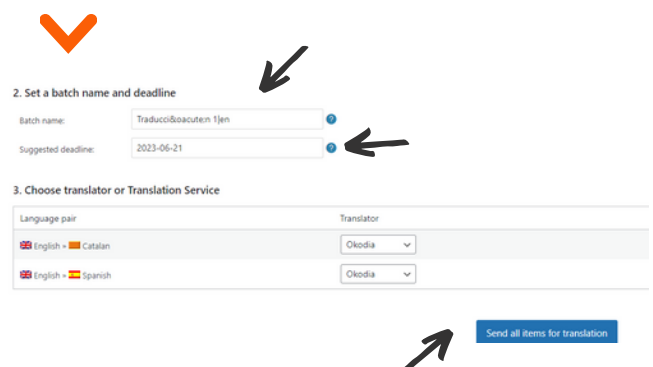 2. Set a batch name and deadline
Batch name: Traducci&oacute;n 1|en
Suggested deadline: 2023-06-21
3. Choose translator or Translation Service
Language pair Translator
English » Catalan Okodia
English » Spanish Okodia
Send all items for translation